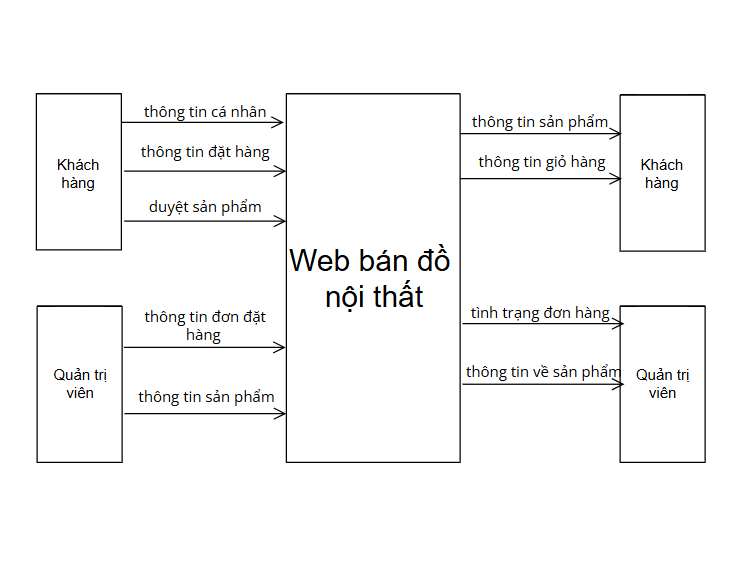 thông tin cá nhân
thông tin đặt hàng
duyệt sản phẩm
Khách
hàng
thông tin sản phẩm
thông tin giỏ hàng
Khách
hàng
Web bán đồ
nội thất
thông tin đơn đặt
hàng
thông tin sản phẩm
Quản trị
viên
tình trạng đơn hàng
thông tin về sản phẩm
Quản trị
viên